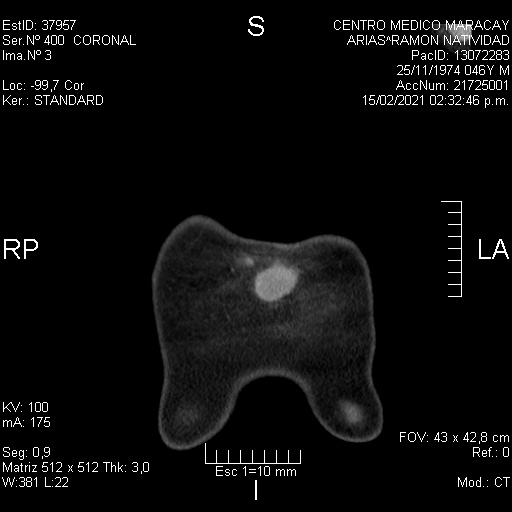 EstID: 37957
Ser.Nº 400 CORONAL
Ima.Nº 3
Loc: -99,7 Cor
Ker.: STANDARD
S
CENTRO MEDICO MARACAY
ARIAS^RAMON NATIVIDAD
PacID: 13072283
25/11/1974 046Y M
AccNum: 21725001
15/02/2021 02:32:46 p.m.
RP
LA
KV: 100
mA: 175
Seg: 0,9
Matriz 512 x 512 Thk: 3,0
W:381 L:22
Esc 1=10 mm
I
FOV: 43 x 42,8 cm
Ref.: 0
Mod.: CT